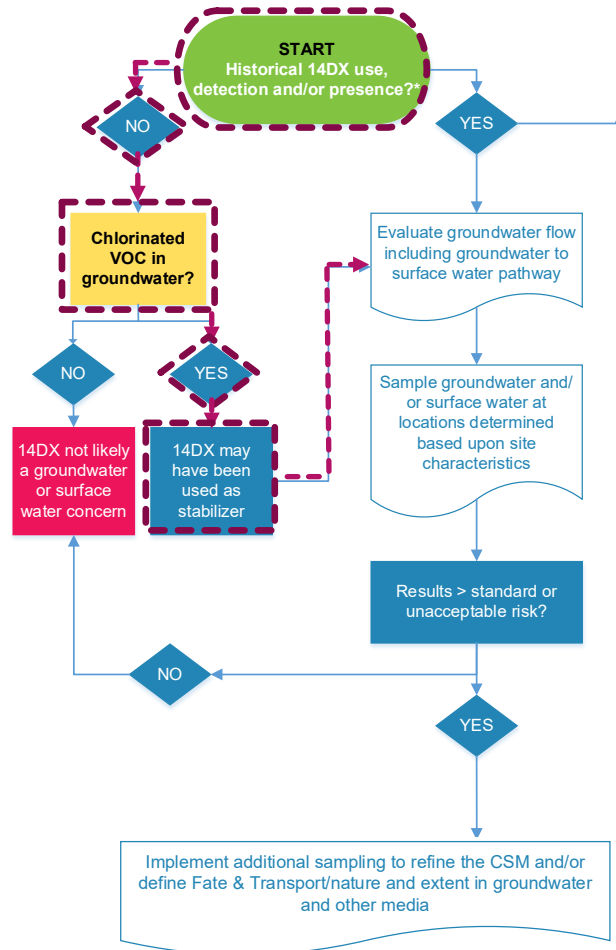 START
Historical 14DX use,
detection and/or presence?*
NO
YES
Chlorinated
VOC in
groundwater?
Evaluate groundwater flow
including groundwater to
surface water pathway
NO
YES
Sample groundwater and/
or surface water at
locations determined
based upon site
characteristics
14DX not likely
a groundwater
or surface
water concern
14DX may
have been
used as
stabilizer
Results > standard or
unacceptable risk?
NO
YES
Implement additional sampling to refine the CSM and/or
define Fate & Transport/nature and extent in groundwater
and other media